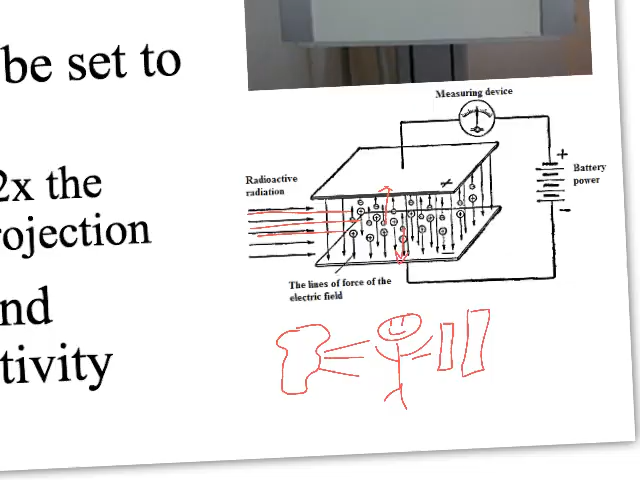 be set to
2x the
rojection
nd
tivity
Measuring device
Radioactive
radiation
+
Battery
power
+
-
The lines of force of the
electric field